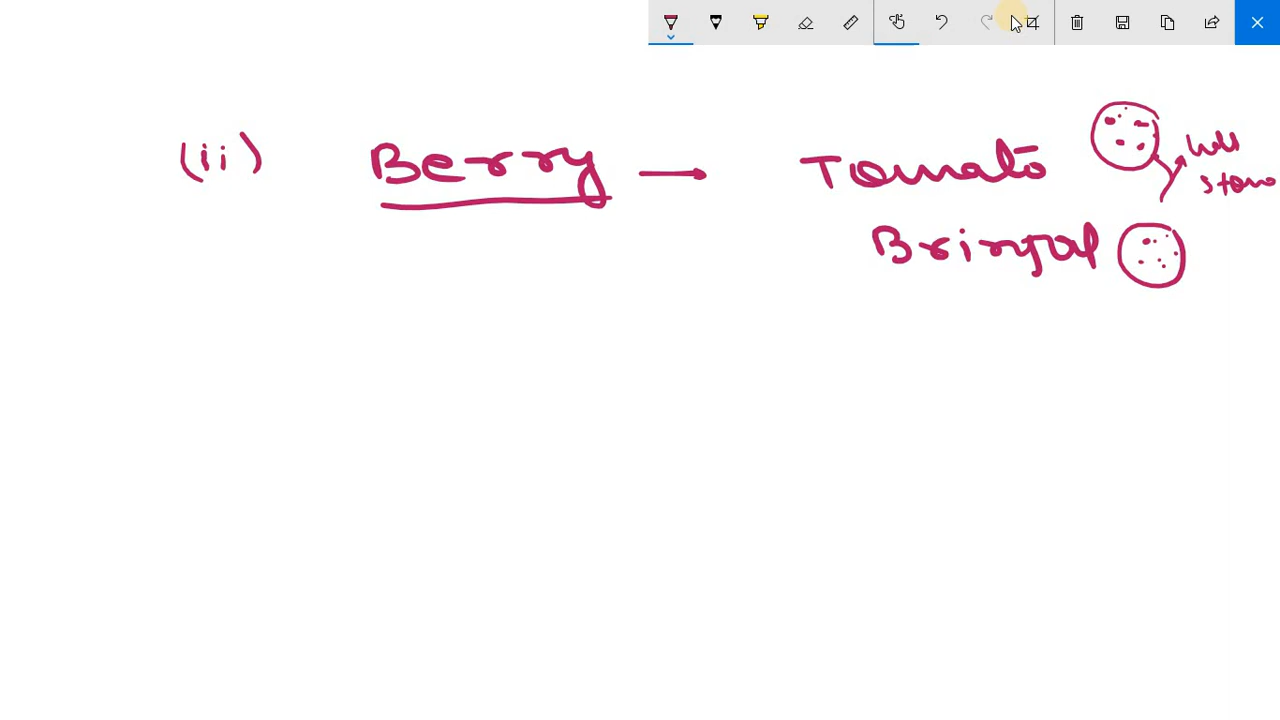 (ii) Berry → Tomato
Brinjal